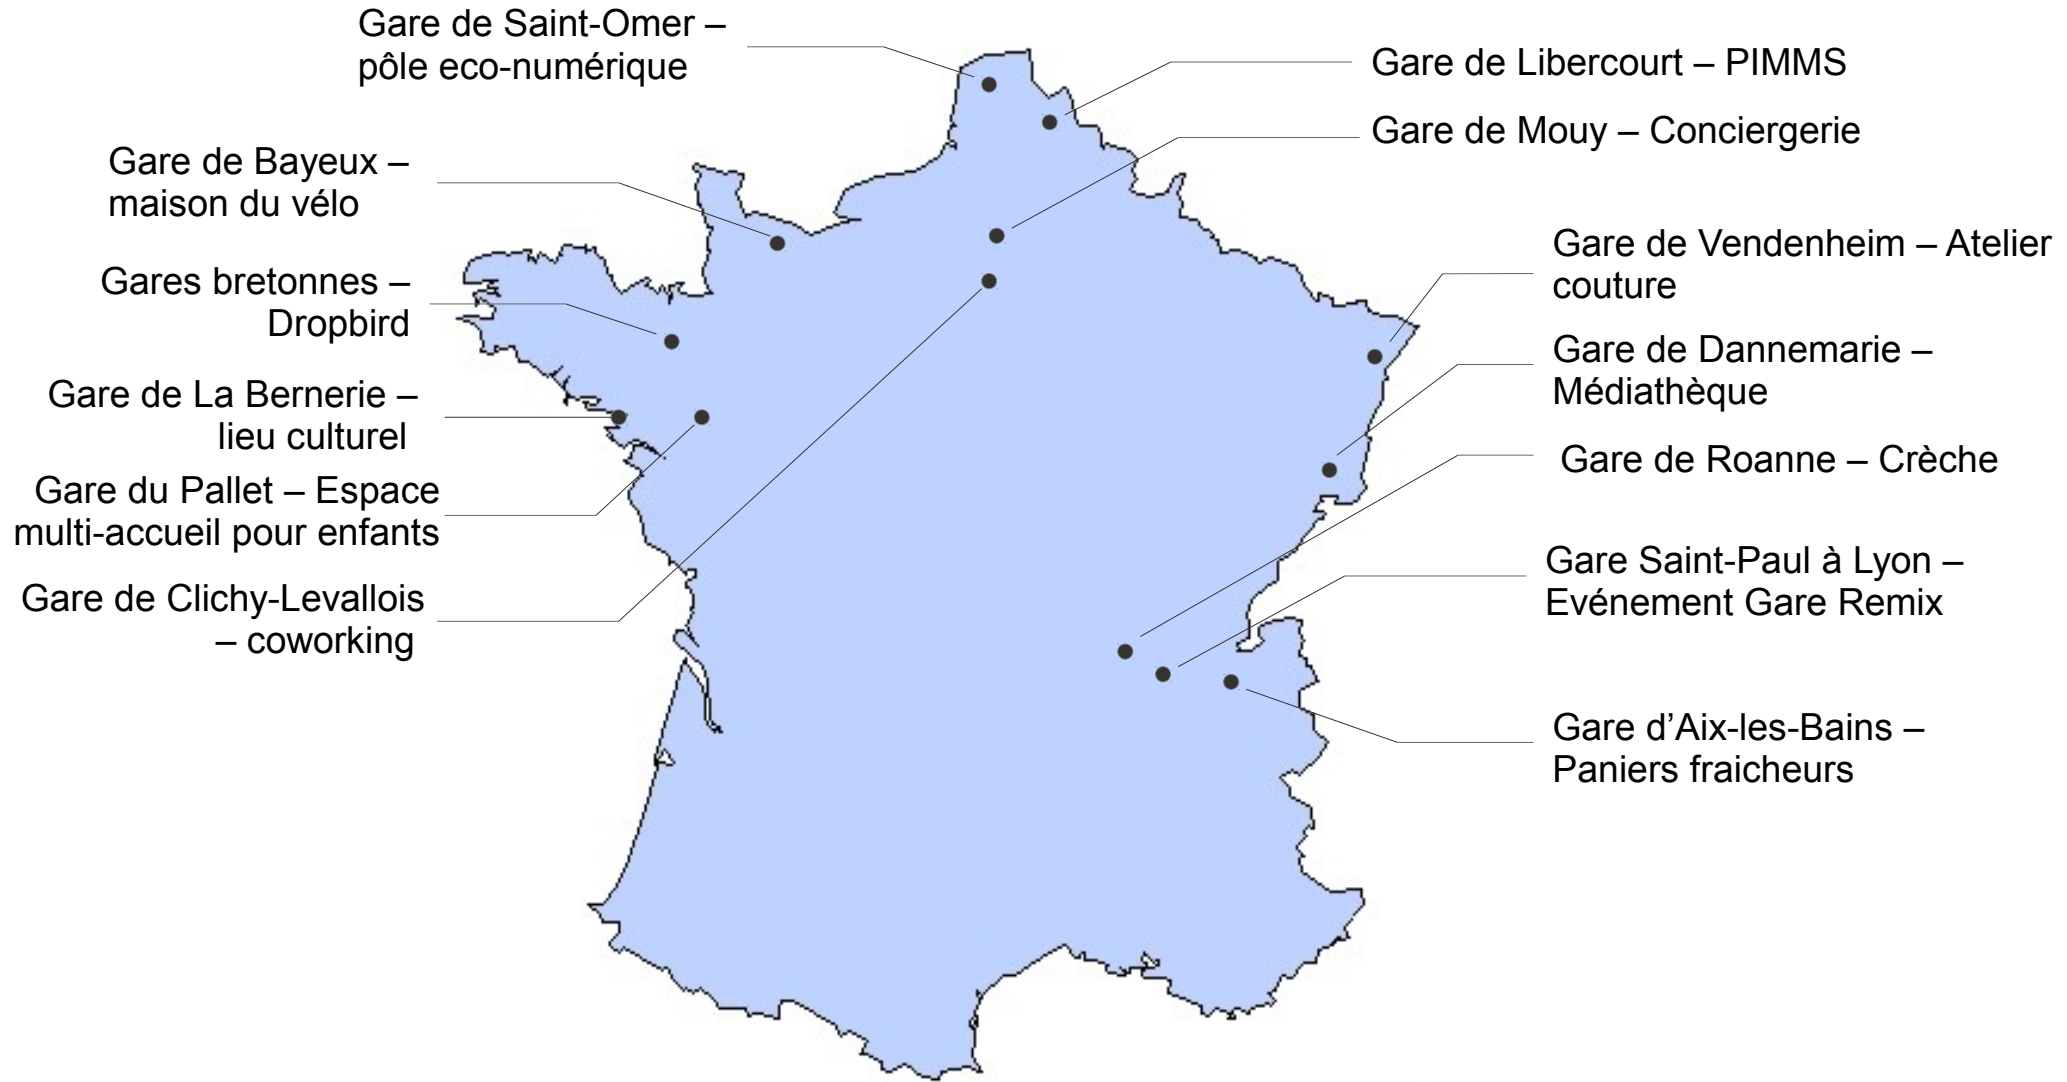 Gare de Saint-Omer –
pôle eco-numérique
Gare de Libercourt – PIMMS
Gare de Mouy – Conciergerie
Gare de Bayeux –
maison du vélo
Gare de Vendenheim – Atelier
couture
Gares bretonnes –
Dropbird
Gare de Dannemarie –
Médiathèque
Gare de La Bernerie –
lieu culturel
Gare de Roanne – Crèche
Gare du Pallet – Espace
multi-accueil pour enfants
Gare Saint-Paul à Lyon –
Evénement Gare Remix
Gare de Clichy-Levallois
– coworking
Gare d’Aix-les-Bains –
Paniers fraicheurs